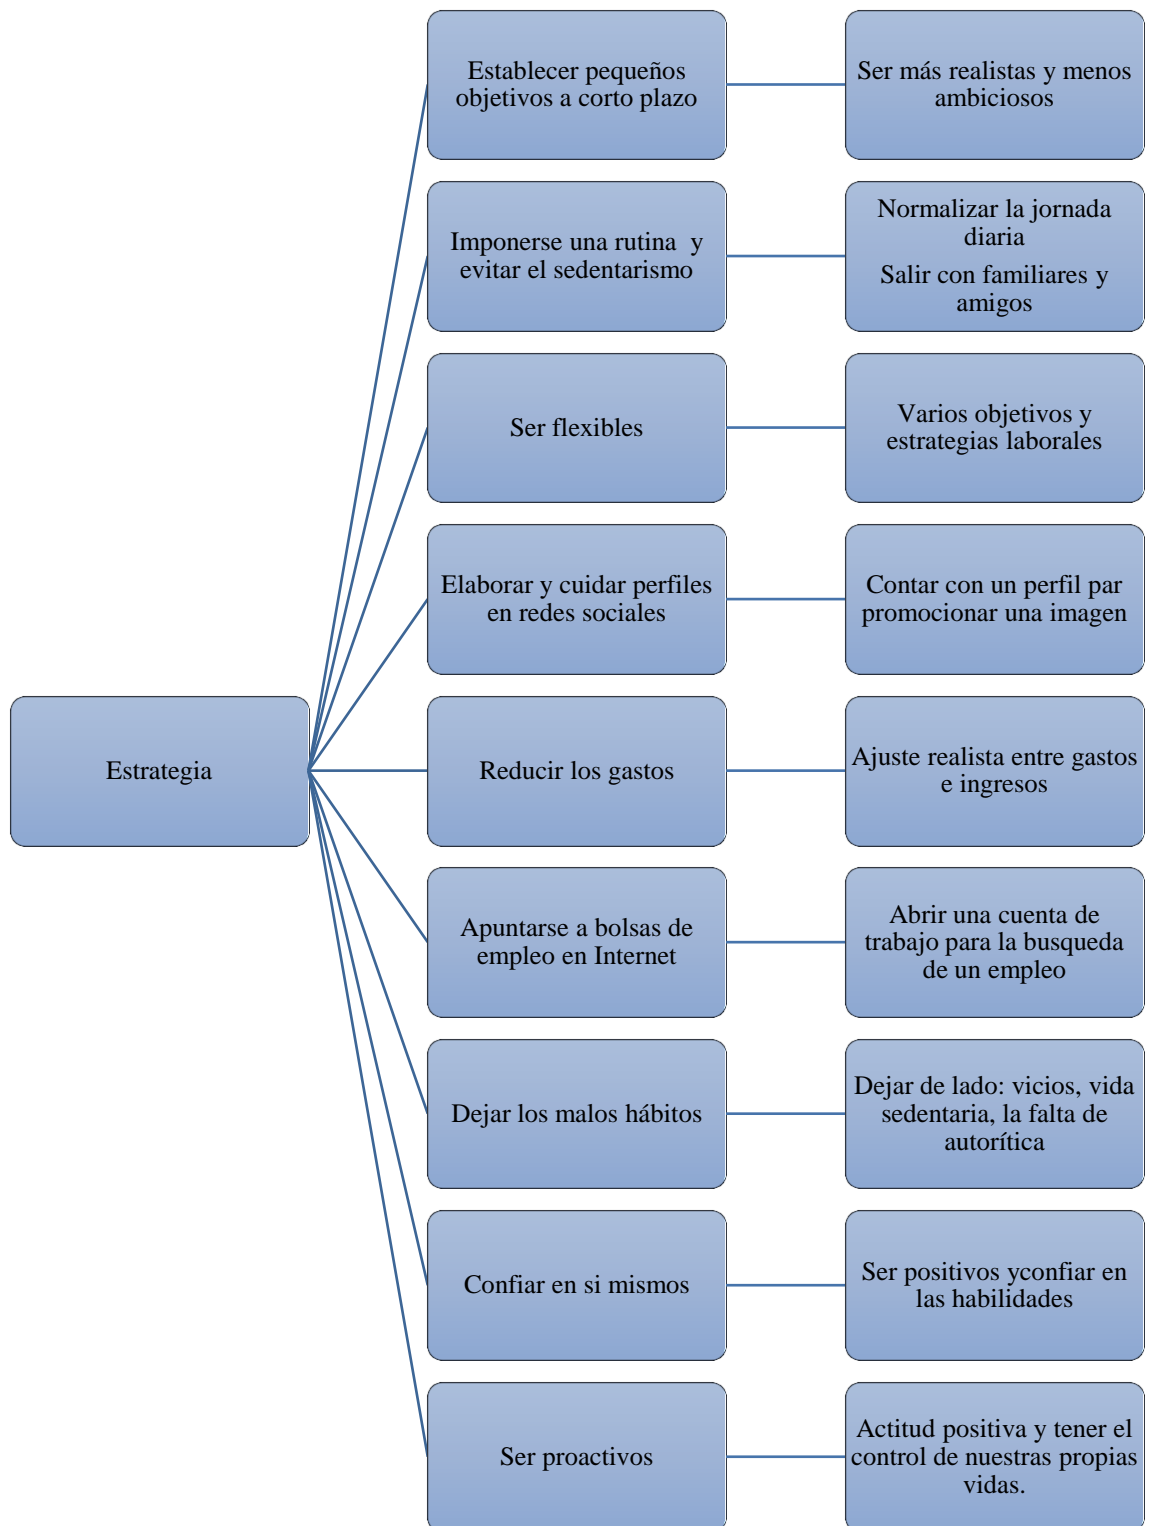 Establecer pequeños
objetivos a corto plazo
Ser más realistas y menos
ambiciosos
Imponerse una rutina y
evitar el sedentarismo
Normalizar la jornada
diaria
Salir con familiares y
amigos
Ser flexibles
Varios objetivos y
estrategias laborales
Elaborar y cuidar perfiles
en redes sociales
Contar con un perfil par
promocionar una imagen
Estrategia
Reducir los gastos
Ajuste realista entre gastos
e ingresos
Apuntarse a bolsas de
empleo en Internet
Abrir una cuenta de
trabajo para la busqueda
de un empleo
Dejar los malos hábitos
Dejar de lado: vicios, vida
sedentaria, la falta de
autorítica
Confiar en si mismos
Ser positivos yconfiar en
las habilidades
Ser proactivos
Actitud positiva y tener el
control de nuestras propias
vidas.